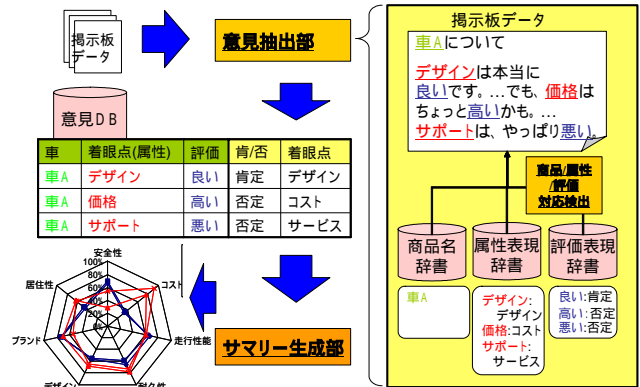 掲示板
データ
意見抽出部
意見DB
車 着眼点(属性) 評価 肯/否 着眼点
車A デザイン 良い 肯定 デザイン
車A 価格 高い 否定 コスト
車A サポート 悪い 否定 サービス
安全性
100%
80%
60%
40%
20%
0%
コスト
居住性
ブランド
走行性能
デザイン
耐久性
サマリー生成部
掲示板データ
車Aについて
デザインは本当に
良いです。…でも、価格は
ちょっと高いかも。…
サポートは、やっぱり悪い。
商品/属性
/評価
対応検出
商品名
辞書
属性表現
辞書
評価表現
辞書
車A
デザイン:
デザイン
価格:コスト
サポート:
サービス
良い:肯定
高い:否定
悪い:否定